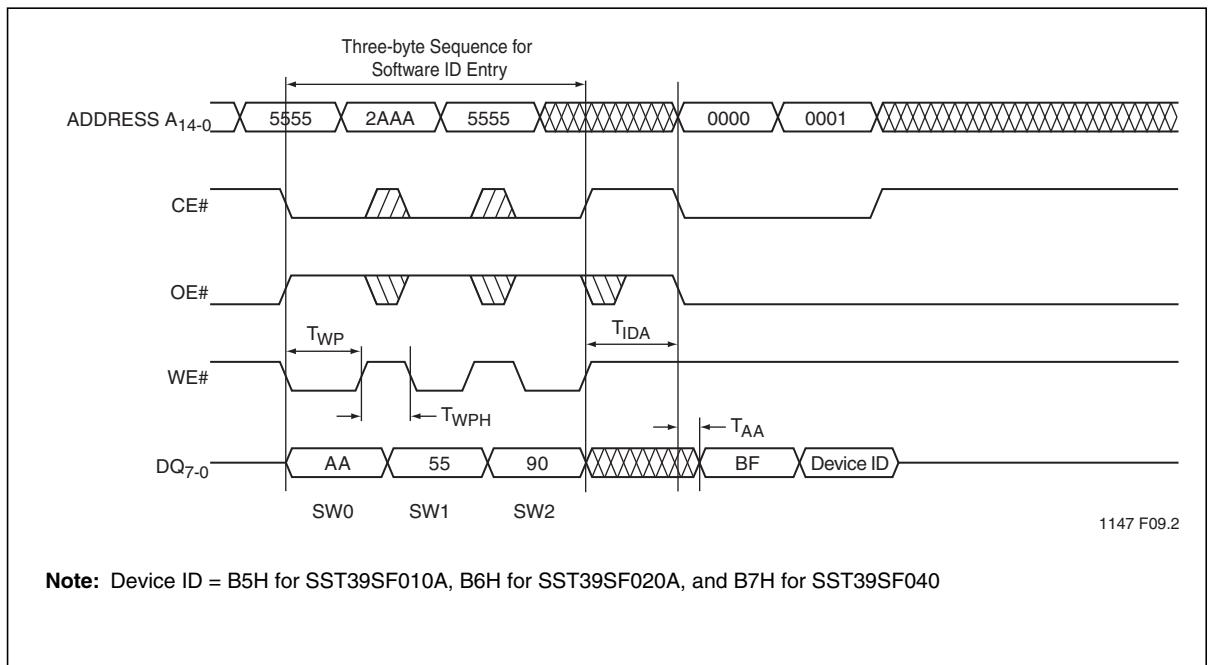 Three-byte Sequence for
Software ID Entry
ADDRESS A14-0
5555 2AAA 5555 0000 0001
CE#
OE#
TWP TIDA
WE#
TWPH TAA
DQ7-0 AA 55 90 BF Device ID
SW0 SW1 SW2
1147 F09.2
Note: Device ID = B5H for SST39SF010A, B6H for SST39SF020A, and B7H for SST39SF040